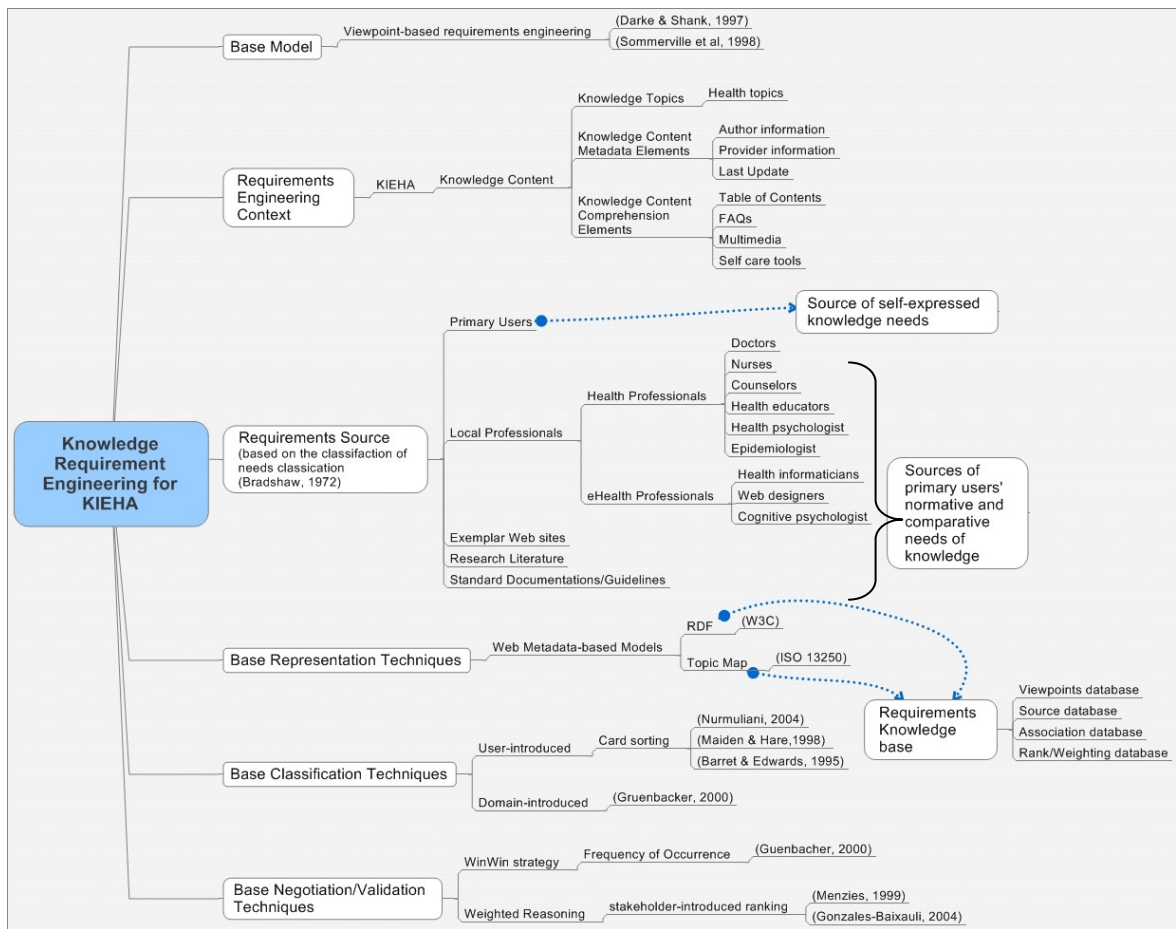 Base Model
Viewpoint-based requirements engineering
(Darke & Shank, 1997)
(Sommerville et al, 1998)
Requirements
Engineering
Context
KIEHA
Knowledge Content
Knowledge Topics
Health topics
Knowledge Content
Metadata Elements
Author information
Provider information
Last Update
Knowledge Content
Comprehension
Elements
Table of Contents
FAQs
Multimedia
Self care tools
Knowledge
Requirement
Engineering for
KIEHA
Requirements Source
(based on the classifaction of
needs classication
(Bradshaw, 1972)
Primary Users
Source of self-expressed
knowledge needs
Local Professionals
Health Professionals
Doctors
Nurses
Counselors
Health educators
Health psychologist
Epidemiologist
eHealth Professionals
Health informaticians
Web designers
Cognitive psychologist
Exemplar Web sites
Research Literature
Standard Documentations/Guidelines
Sources of
primary users'
normative and
comparative
needs of
knowledge
Base Representation Techniques
Web Metadata-based Models
RDF
(W3C)
Topic Map
(ISO 13250)
Requirements
Knowledge
base
Viewpoints database
Source database
Association database
Rank/Weighting database
Base Classification Techniques
User-introduced
Card sorting
(Nurmuliani, 2004)
(Maiden & Hare,1998)
(Barret & Edwards, 1995)
Domain-introduced
(Gruenbacker, 2000)
Base Negotiation/Validation
Techniques
WinWin strategy
Frequency of Occurrence
(Guenbacher, 2000)
Weighted Reasoning
stakeholder-introduced ranking
(Menzies, 1999)
(Gonzales-Baixauli, 2004)